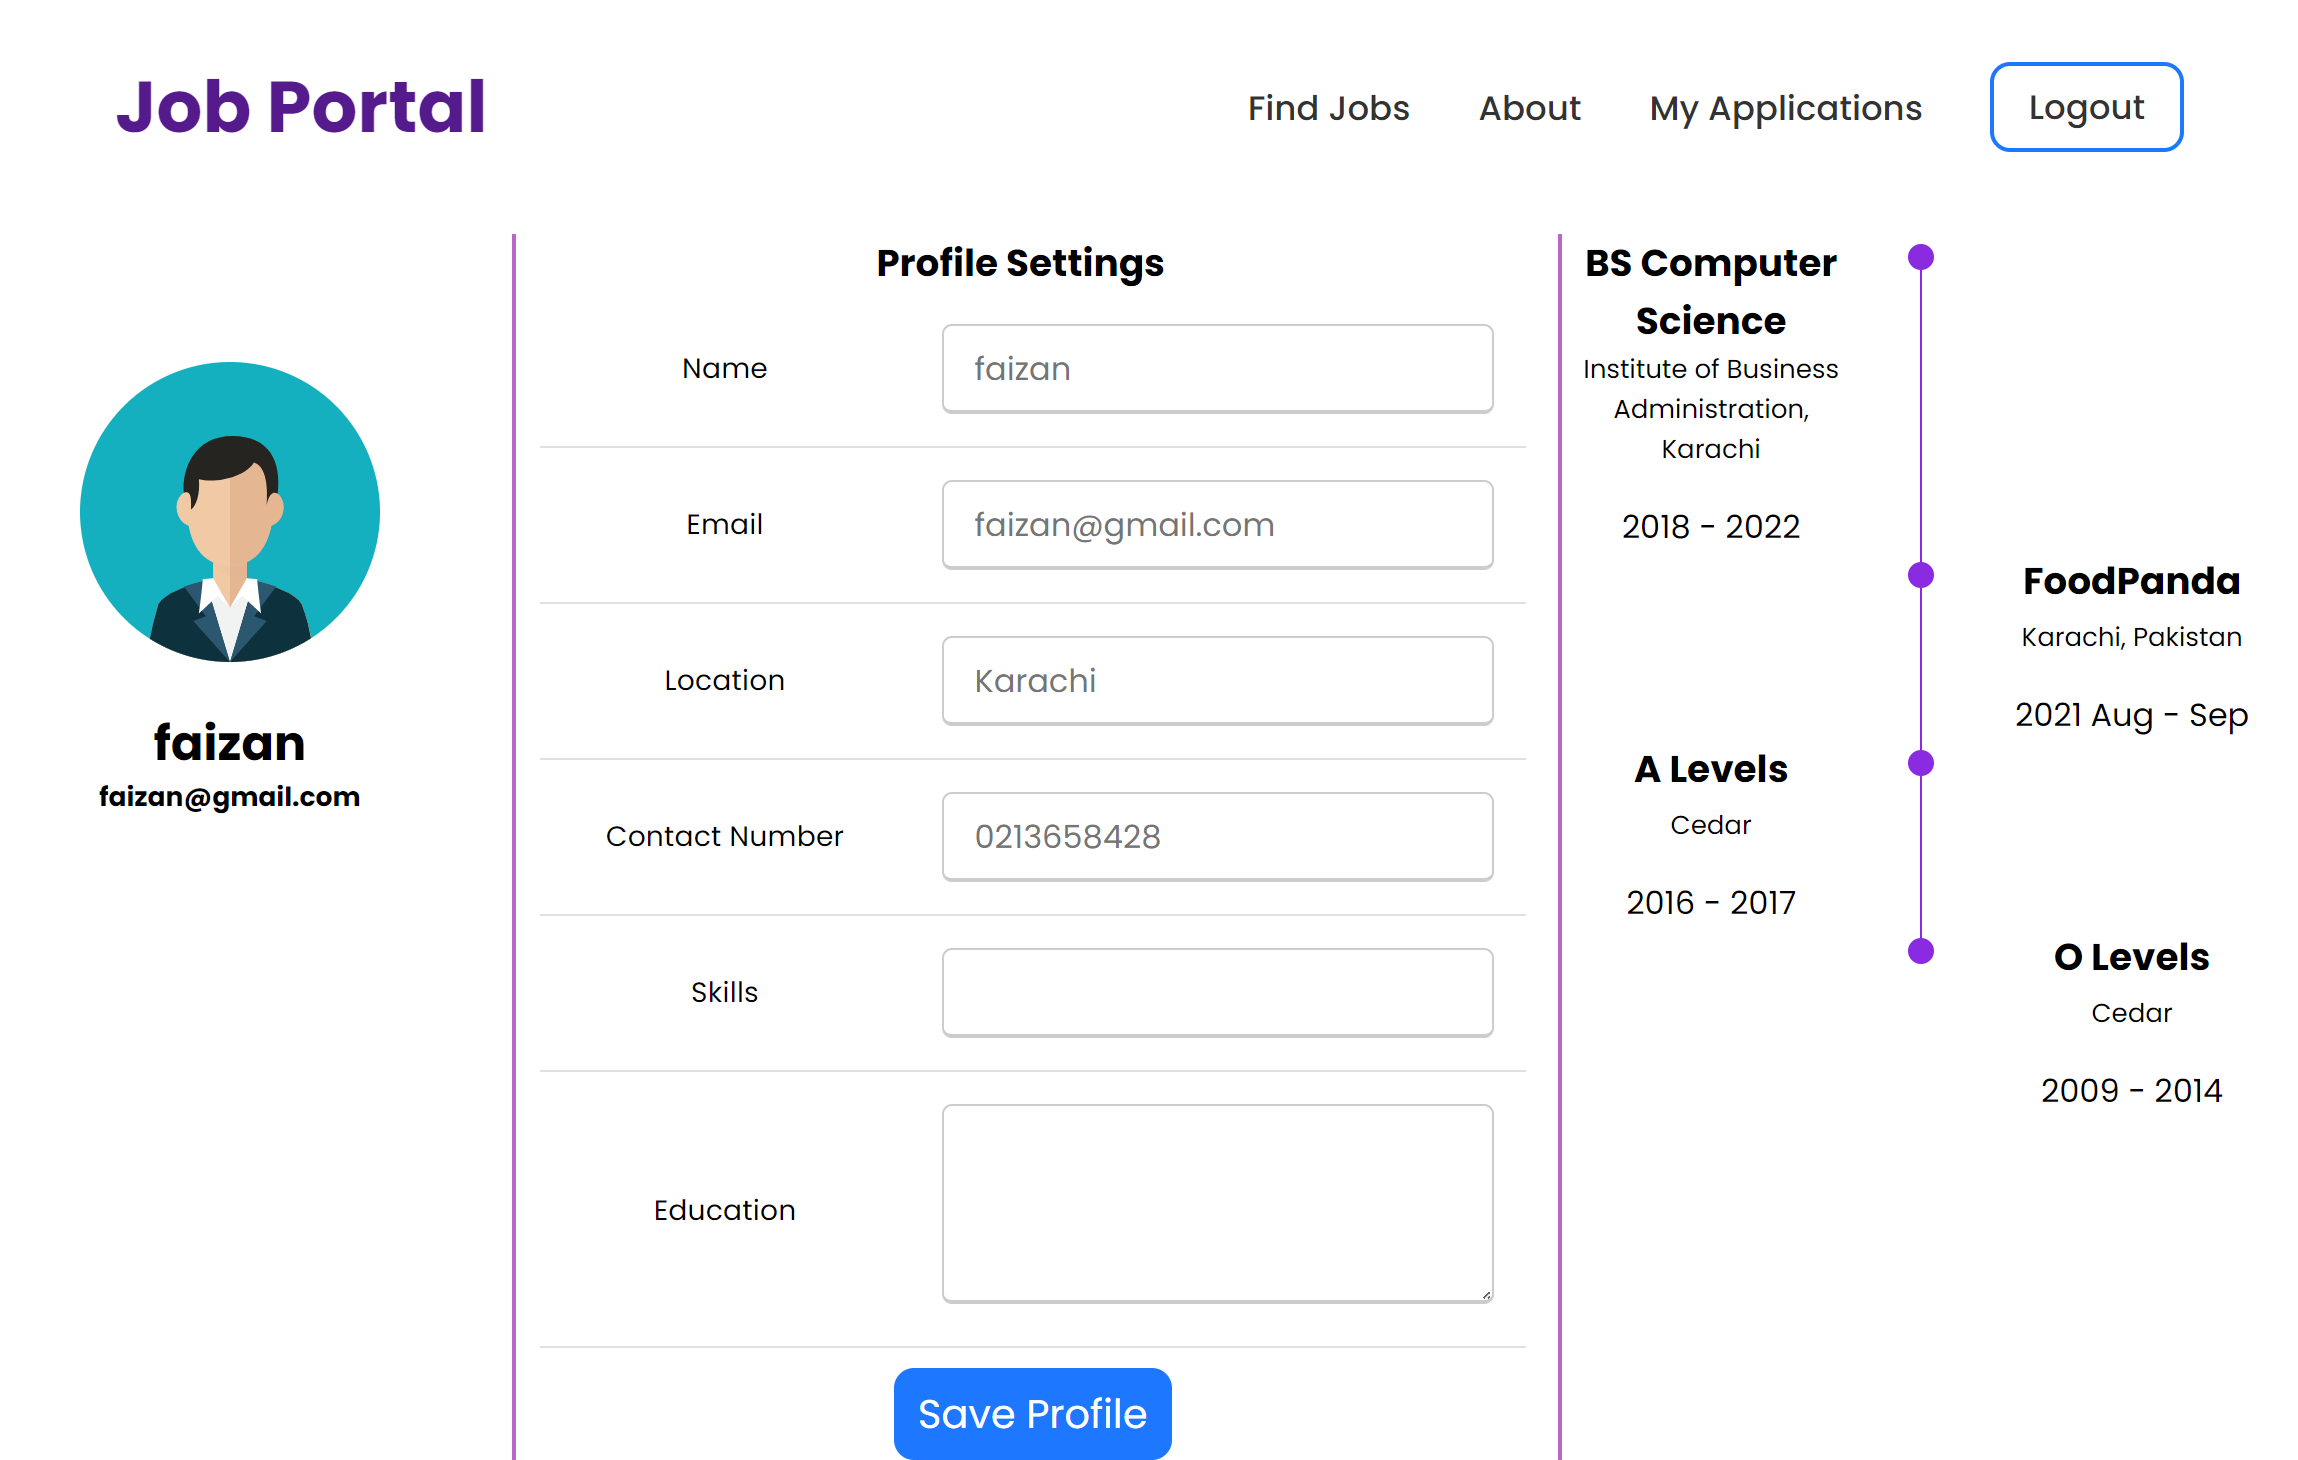 Job Portal
Find Jobs
About
My Applications
Logout
faizan
faizan@gmail.com
Profile Settings
Name
faizan
Email
faizan@gmail.com
Location
Karachi
Contact Number
0213658428
Skills
Education
Save Profile
BS Computer
Science
Institute of Business
Administration,
Karachi
2018 - 2022
FoodPanda
Karachi, Pakistan
2021 Aug - Sep
A Levels
Cedar
2016 - 2017
O Levels
Cedar
2009 - 2014